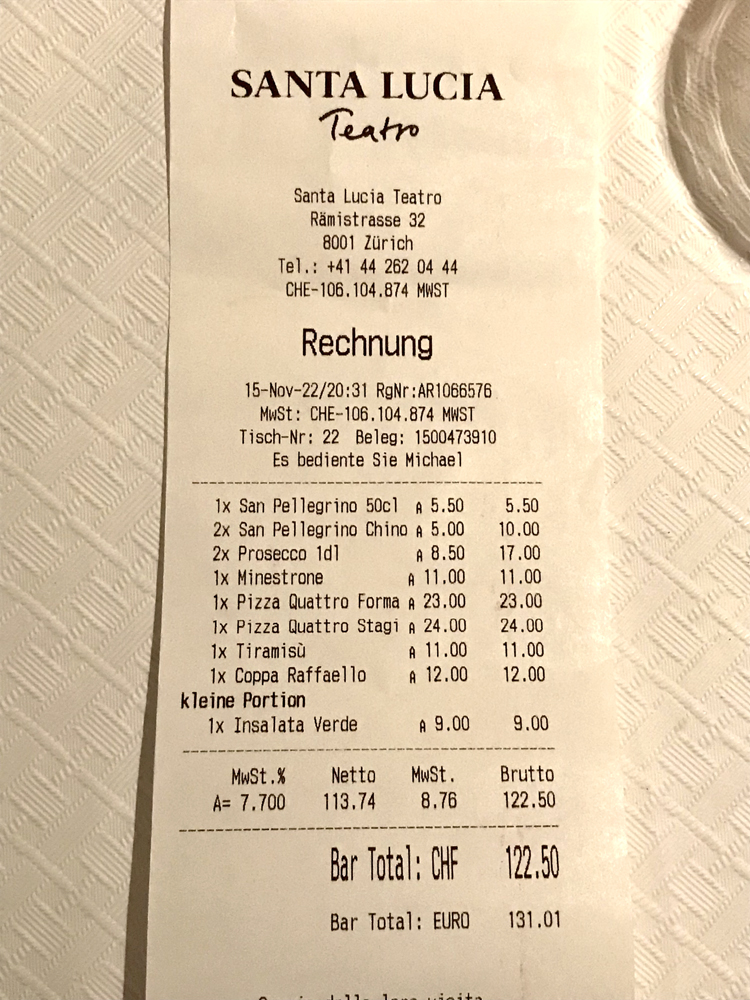 SANTA LUCIA
Teatro
Santa Lucia Teatro
Rämistrasse 32
8001 Zürich
Tel.: +41 44 262 04 44
CHE-106.104.874 MWST
Rechnung
15-Nov-22/20:31 RgNr:AR1066576
MwSt: CHE-106.104.874 MWST
Tisch-Nr: 22 Beleg: 1500473910
Es bediente Sie Michael
1x San Pellegrino 50cl A 5.50 5.50
2x San Pellegrino Chino A 5.00 10.00
2x Prosecco 1dl A 8.50 17.00
1x Minestrone A 11.00 11.00
1x Pizza Quattro Forma A 23.00 23.00
1x Pizza Quattro Stagi A 24.00 24.00
1x Tiramisù A 11.00 11.00
1x Coppa Raffaello A 12.00 12.00
kleine Portion
1x Insalata Verde A 9.00 9.00
MwSt.% Netto MwSt. Brutto
A= 7.700 113.74 8.76 122.50
Bar Total: CHF 122.50
Bar Total: EURO 131.01